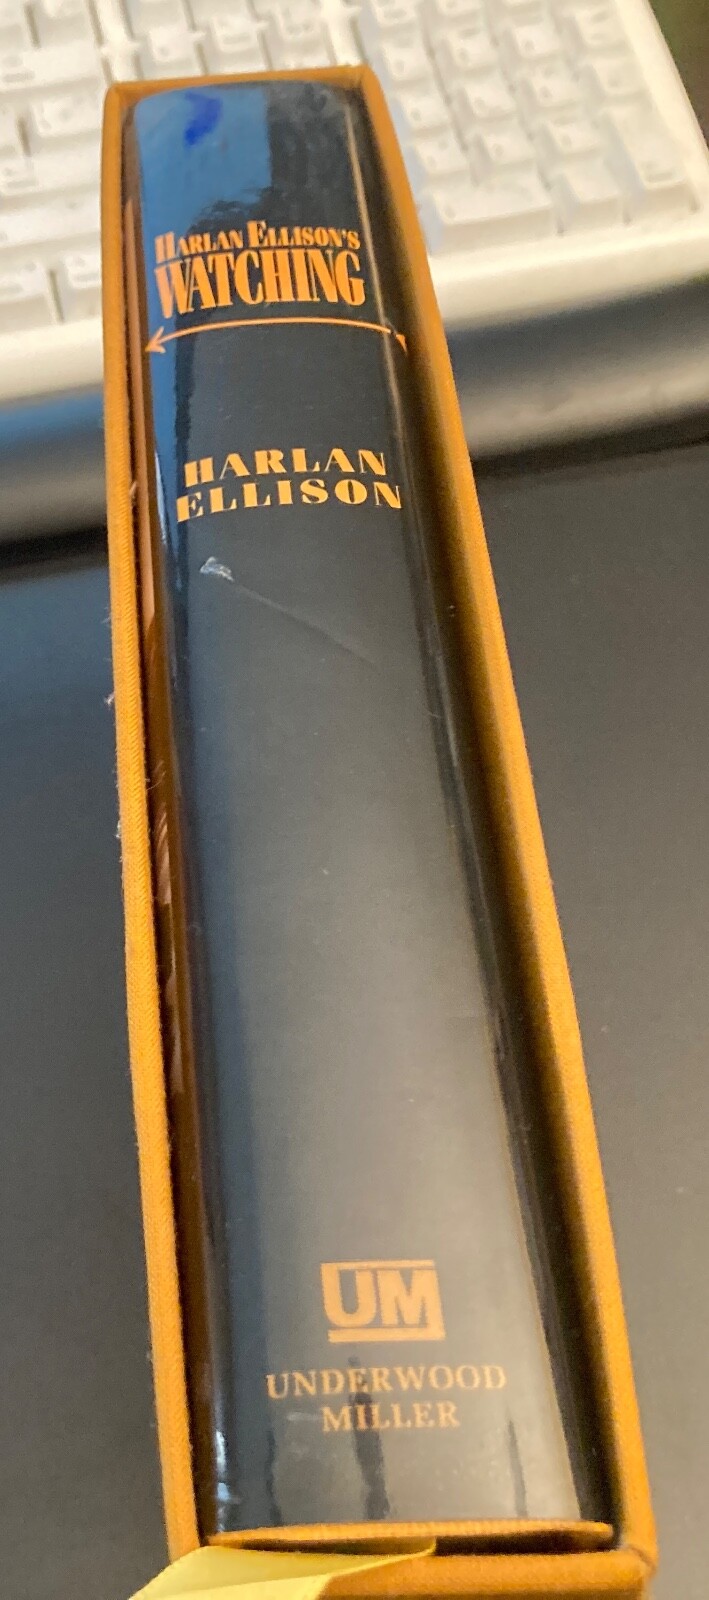 HARLAN ELLISON'S
WATCHING
HARLAN
ELLISON
UM
UNDERWOOD
MILLER